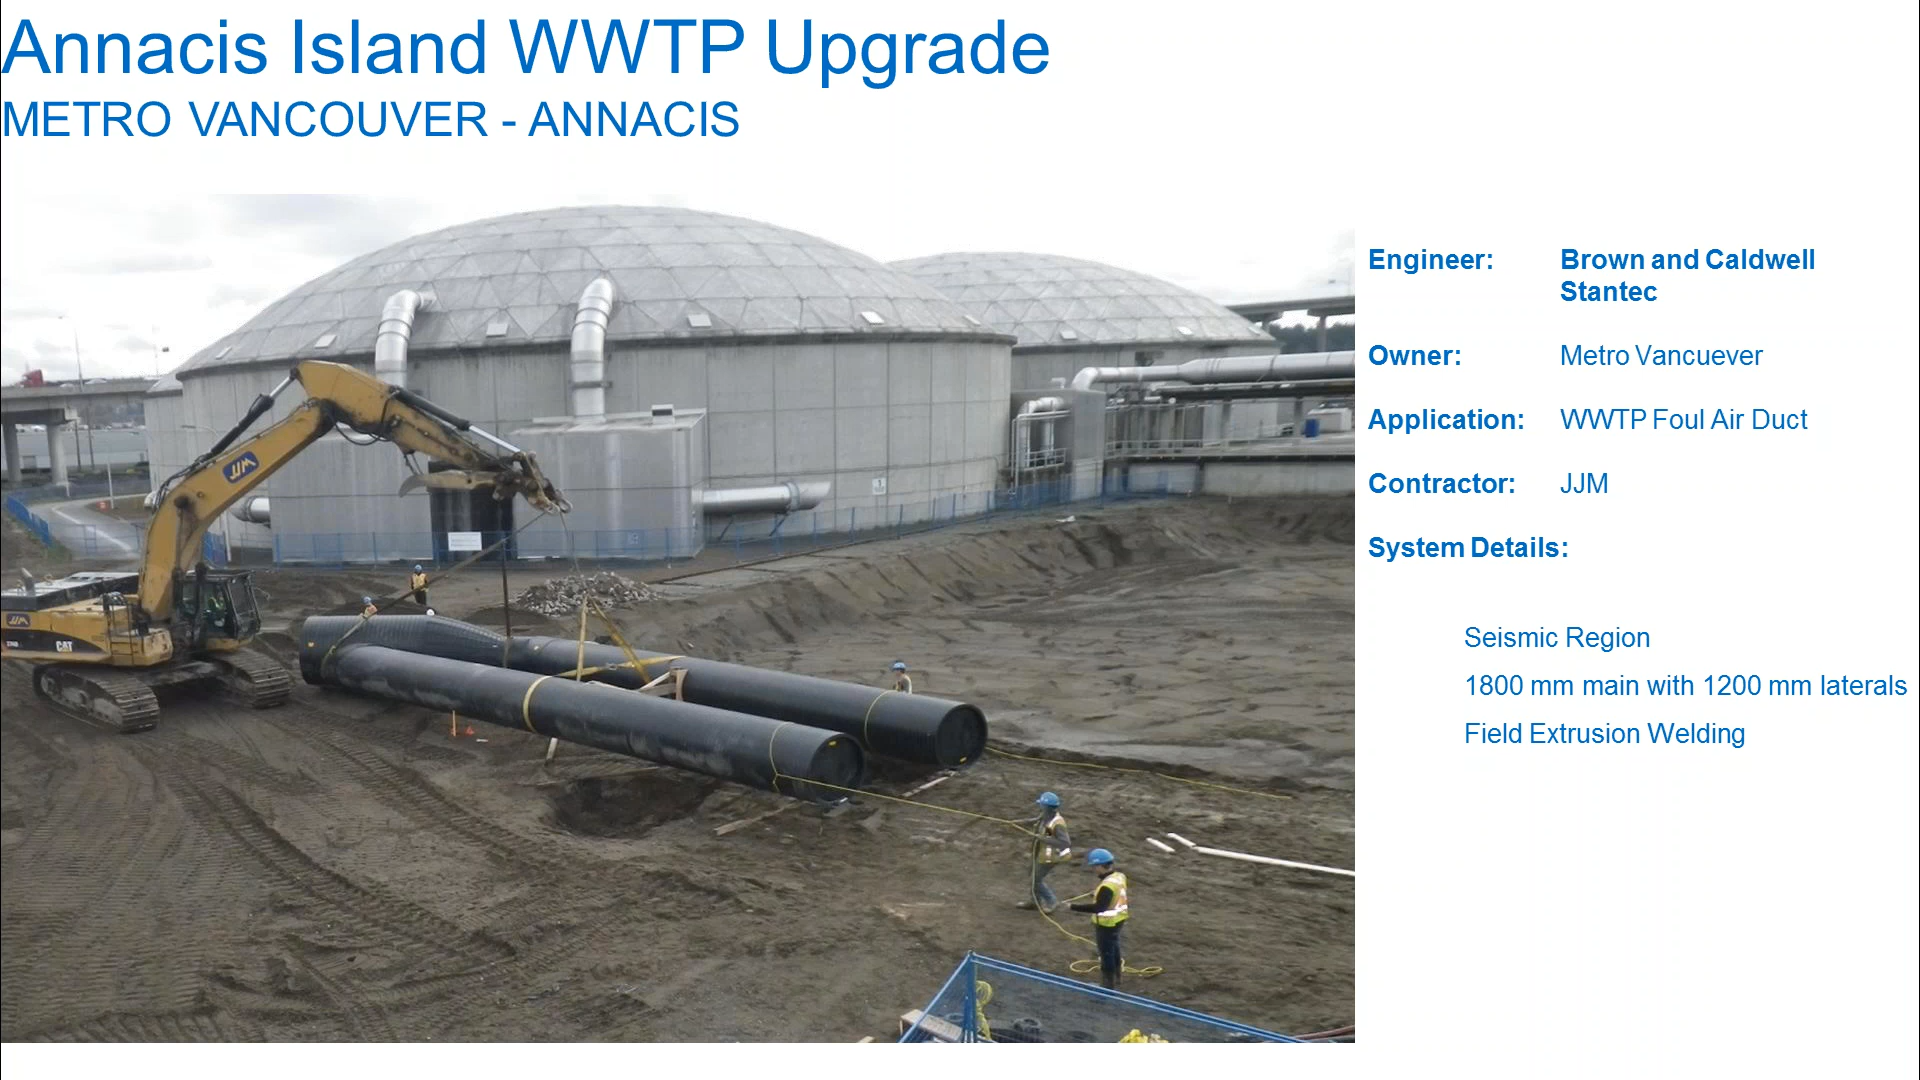 Annacis Island WWTP Upgrade
METRO VANCOUVER - ANNACIS
Engineer: Brown and Caldwell
Stantec
Owner: Metro Vancuever
Application: WWTP Foul Air Duct
Contractor: JJM
System Details:
Seismic Region
1800 mm main with 1200 mm laterals
Field Extrusion Welding
JJM
JJM
CAT
1